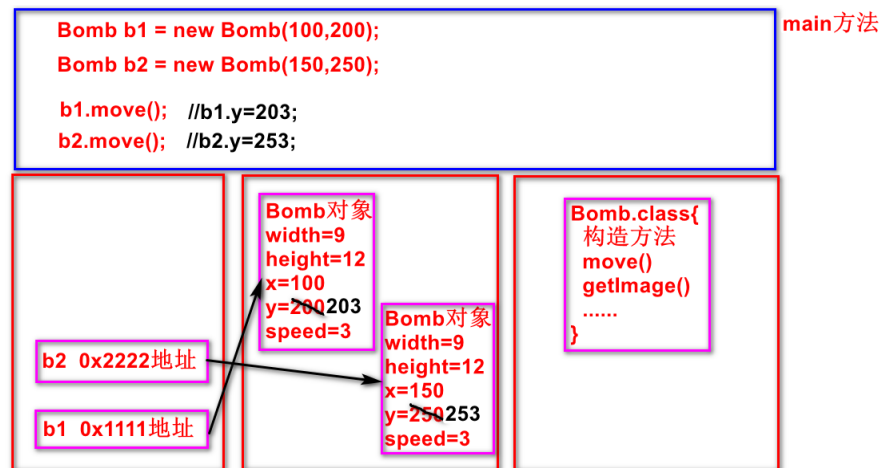 main方法
Bomb b1 = new Bomb(100,200);
Bomb b2 = new Bomb(150,250);
b1.move(); //b1.y=203;
b2.move(); //b2.y=253;
b2 0x2222地址
b1 0x1111地址
Bomb对象
width=9
height=12
x=100
y=200 203
speed=3
Bomb对象
width=9
height=12
x=150
y=250 253
speed=3
Bomb.class{
构造方法
move()
getImage()
......
}